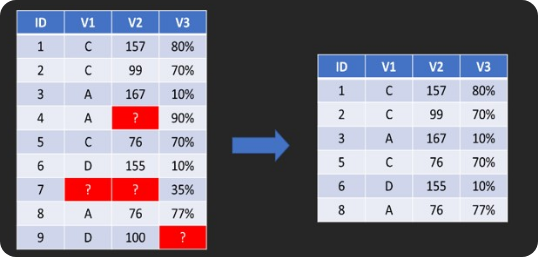 ID V1 V2 V3
1 C 157 80%
2 C 99 70%
3 A 167 10%
4 A ? 90%
5 C 76 70%
6 D 155 10%
7 ? ? 35%
8 A 76 77%
9 D 100 ?
ID V1 V2 V3
1 C 157 80%
2 C 99 70%
3 A 167 10%
5 C 76 70%
6 D 155 10%
8 A 76 77%